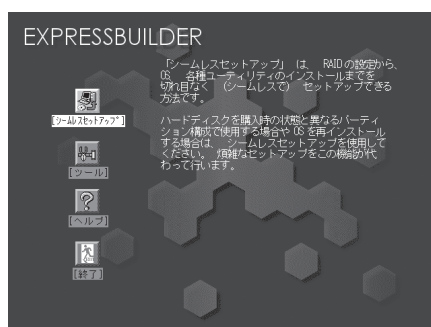 EXPRESSBUILDER
「シームレスセットアップ」 は、 RAIDの設定から、
OS、 各種ユーティリティのインストールまでを
切れ目なく (シームレスで) セットアップできる
方法です。
ハードディスクを購入時の状態と異なるパーティ
ション構成で使用する場合や OSを再インストール
する場合は、 シームレスセットアップを使用して
ください。 煩雑なセットアップをこの機能が代
わって行います。
[シームレスセットアップ]
[ツール]
[ヘルプ]
[終了]